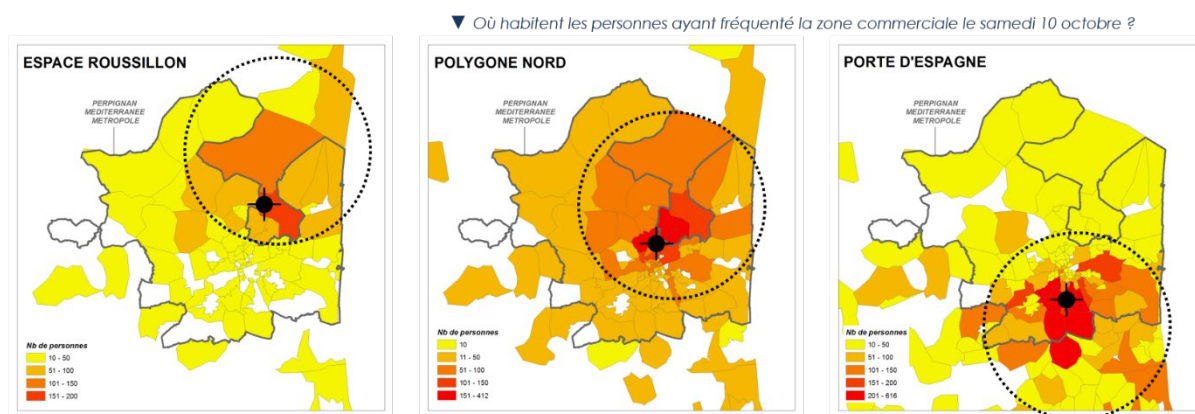 ▼ Où habitent les personnes ayant fréquenté la zone commerciale le samedi 10 octobre ?
ESPACE ROUSSILLON
PERPIGNAN
MEDITERRANEE
METROPOLE
Nb de personnes
10 - 50
51 - 100
101 - 150
151 - 200
POLYGONE NORD
PERPIGNAN
MEDITERRANEE
METROPOLE
Nb de personnes
10
11 - 50
51 - 100
101 - 150
151 - 412
PORTE D'ESPAGNE
PERPIGNAN
MEDITERRANEE
METROPOLE
Nb de personnes
10 - 50
51 - 100
101 - 150
151 - 200
201 - 616